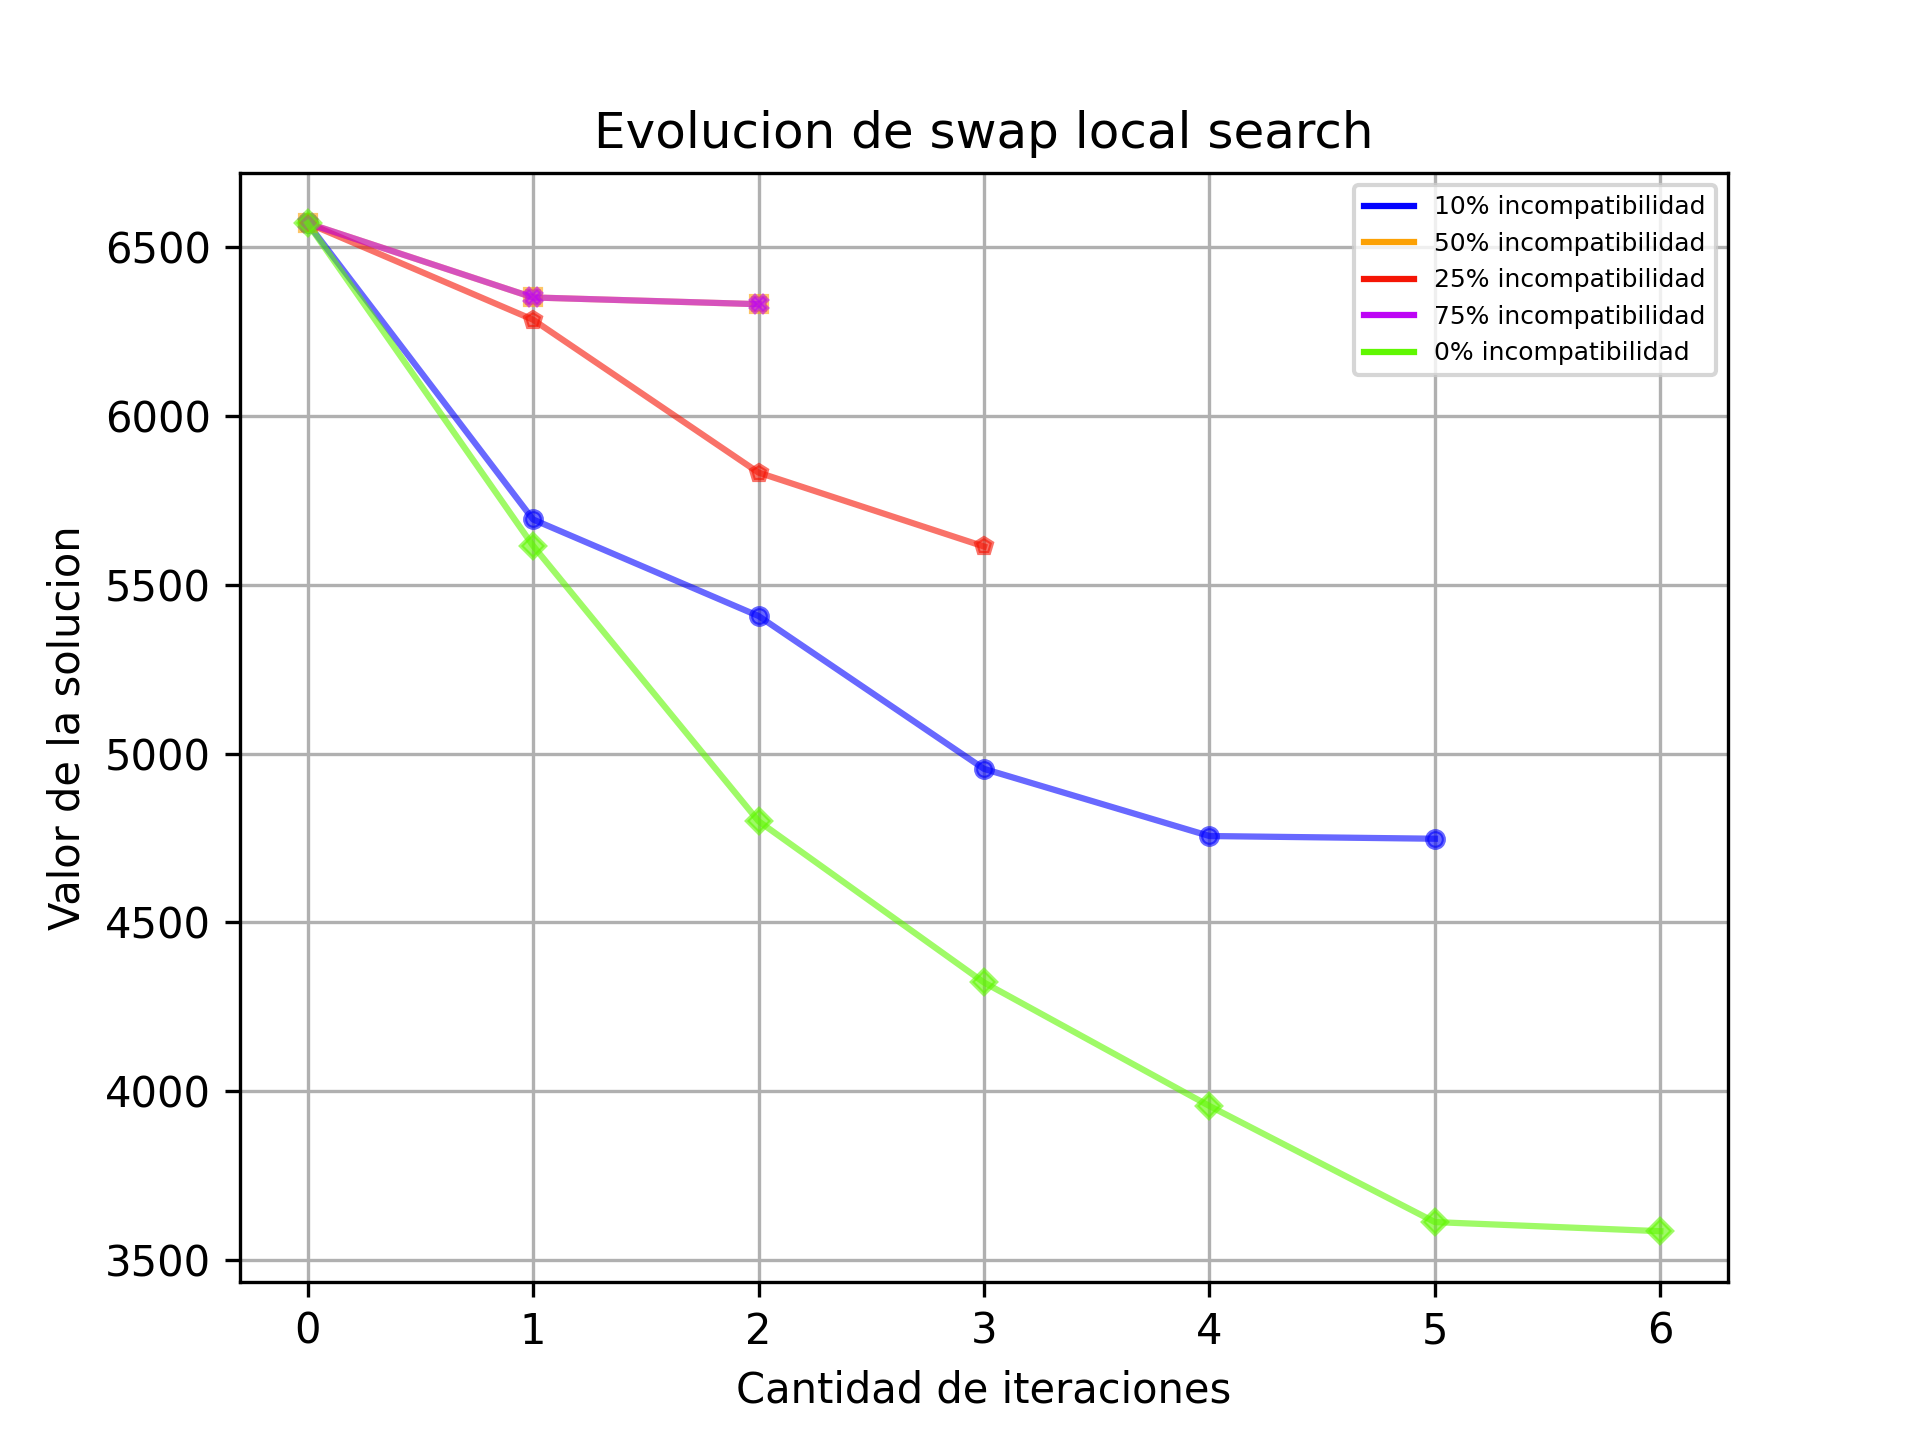 Evolucion de swap local search
10% incompatibilidad
50% incompatibilidad
25% incompatibilidad
75% incompatibilidad
0% incompatibilidad
Valor de la solucion
6500
6000
5500
5000
4500
4000
3500
0 1 2 3 4 5 6
Cantidad de iteraciones